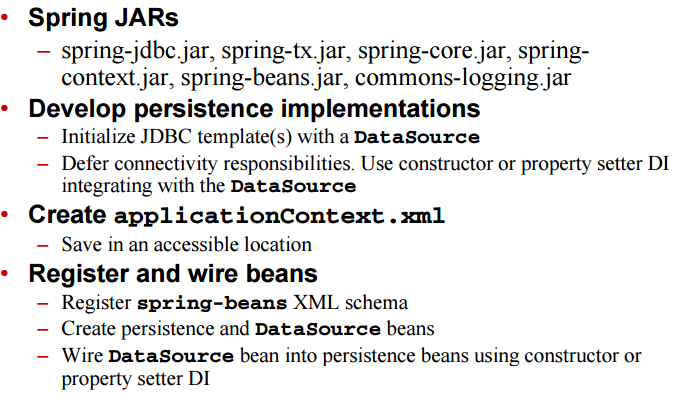 • Spring JARs
– spring-jdbc.jar, spring-tx.jar, spring-core.jar, spring-
context.jar, spring-beans.jar, commons-logging.jar
• Develop persistence implementations
– Initialize JDBC template(s) with a DataSource
– Defer connectivity responsibilities. Use constructor or property setter DI
integrating with the DataSource
• Create applicationContext.xml
– Save in an accessible location
• Register and wire beans
– Register spring-beans XML schema
– Create persistence and DataSource beans
– Wire DataSource bean into persistence beans using constructor or
property setter DI